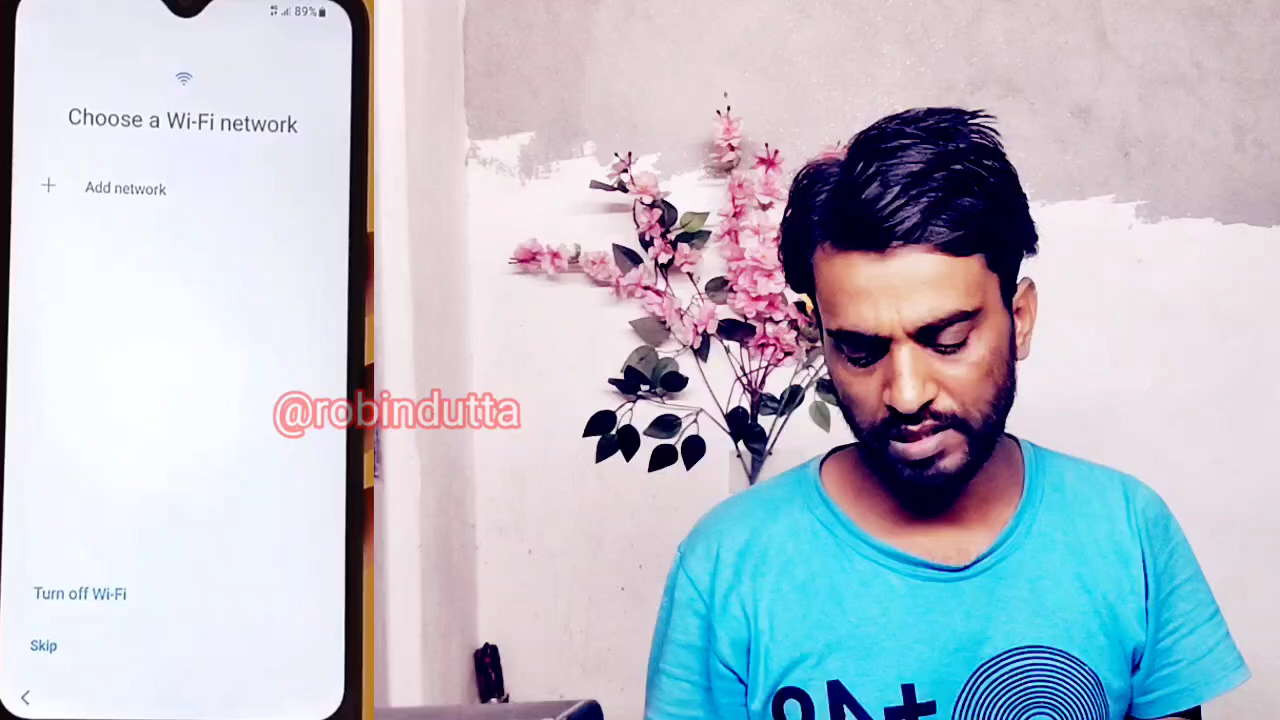 89%
Choose a Wi-Fi network
Add network
@robindutta
Turn off Wi-Fi
Skip